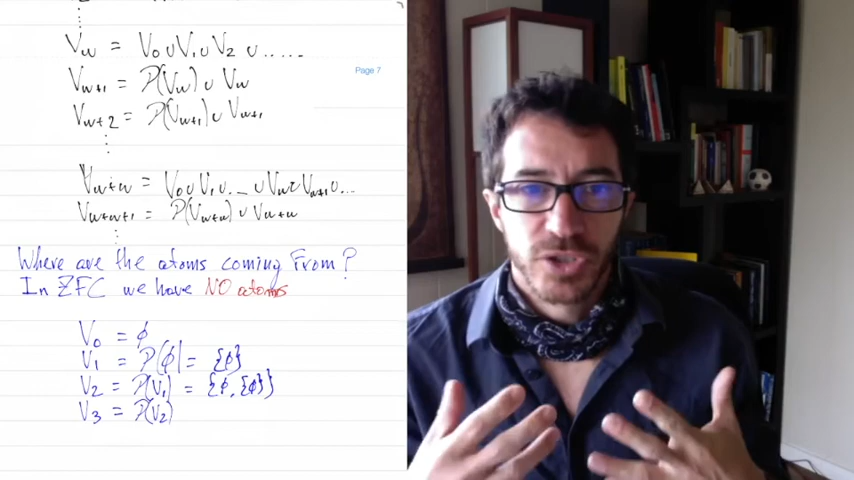 Vω = V₀ ∪ V₁ ∪ V₂ ∪ .....
Page 7
Vω+1 = P(Vω) ∪ Vω
Vω+2 = P(Vω+1) ∪ Vω+1
Vω+ω = V₀ ∪ V₁ ∪ ... ∪ Vω ∪ Vω+1 ∪ ...
Vω+ω+1 = P(Vω+ω) ∪ Vω+ω
Where are the atoms coming From?
In ZFC we have NO atoms
V₀ = ∅
V₁ = P(∅) = {∅}
V₂ = P(V₁) = {∅, {∅}}
V₃ = P(V₂)